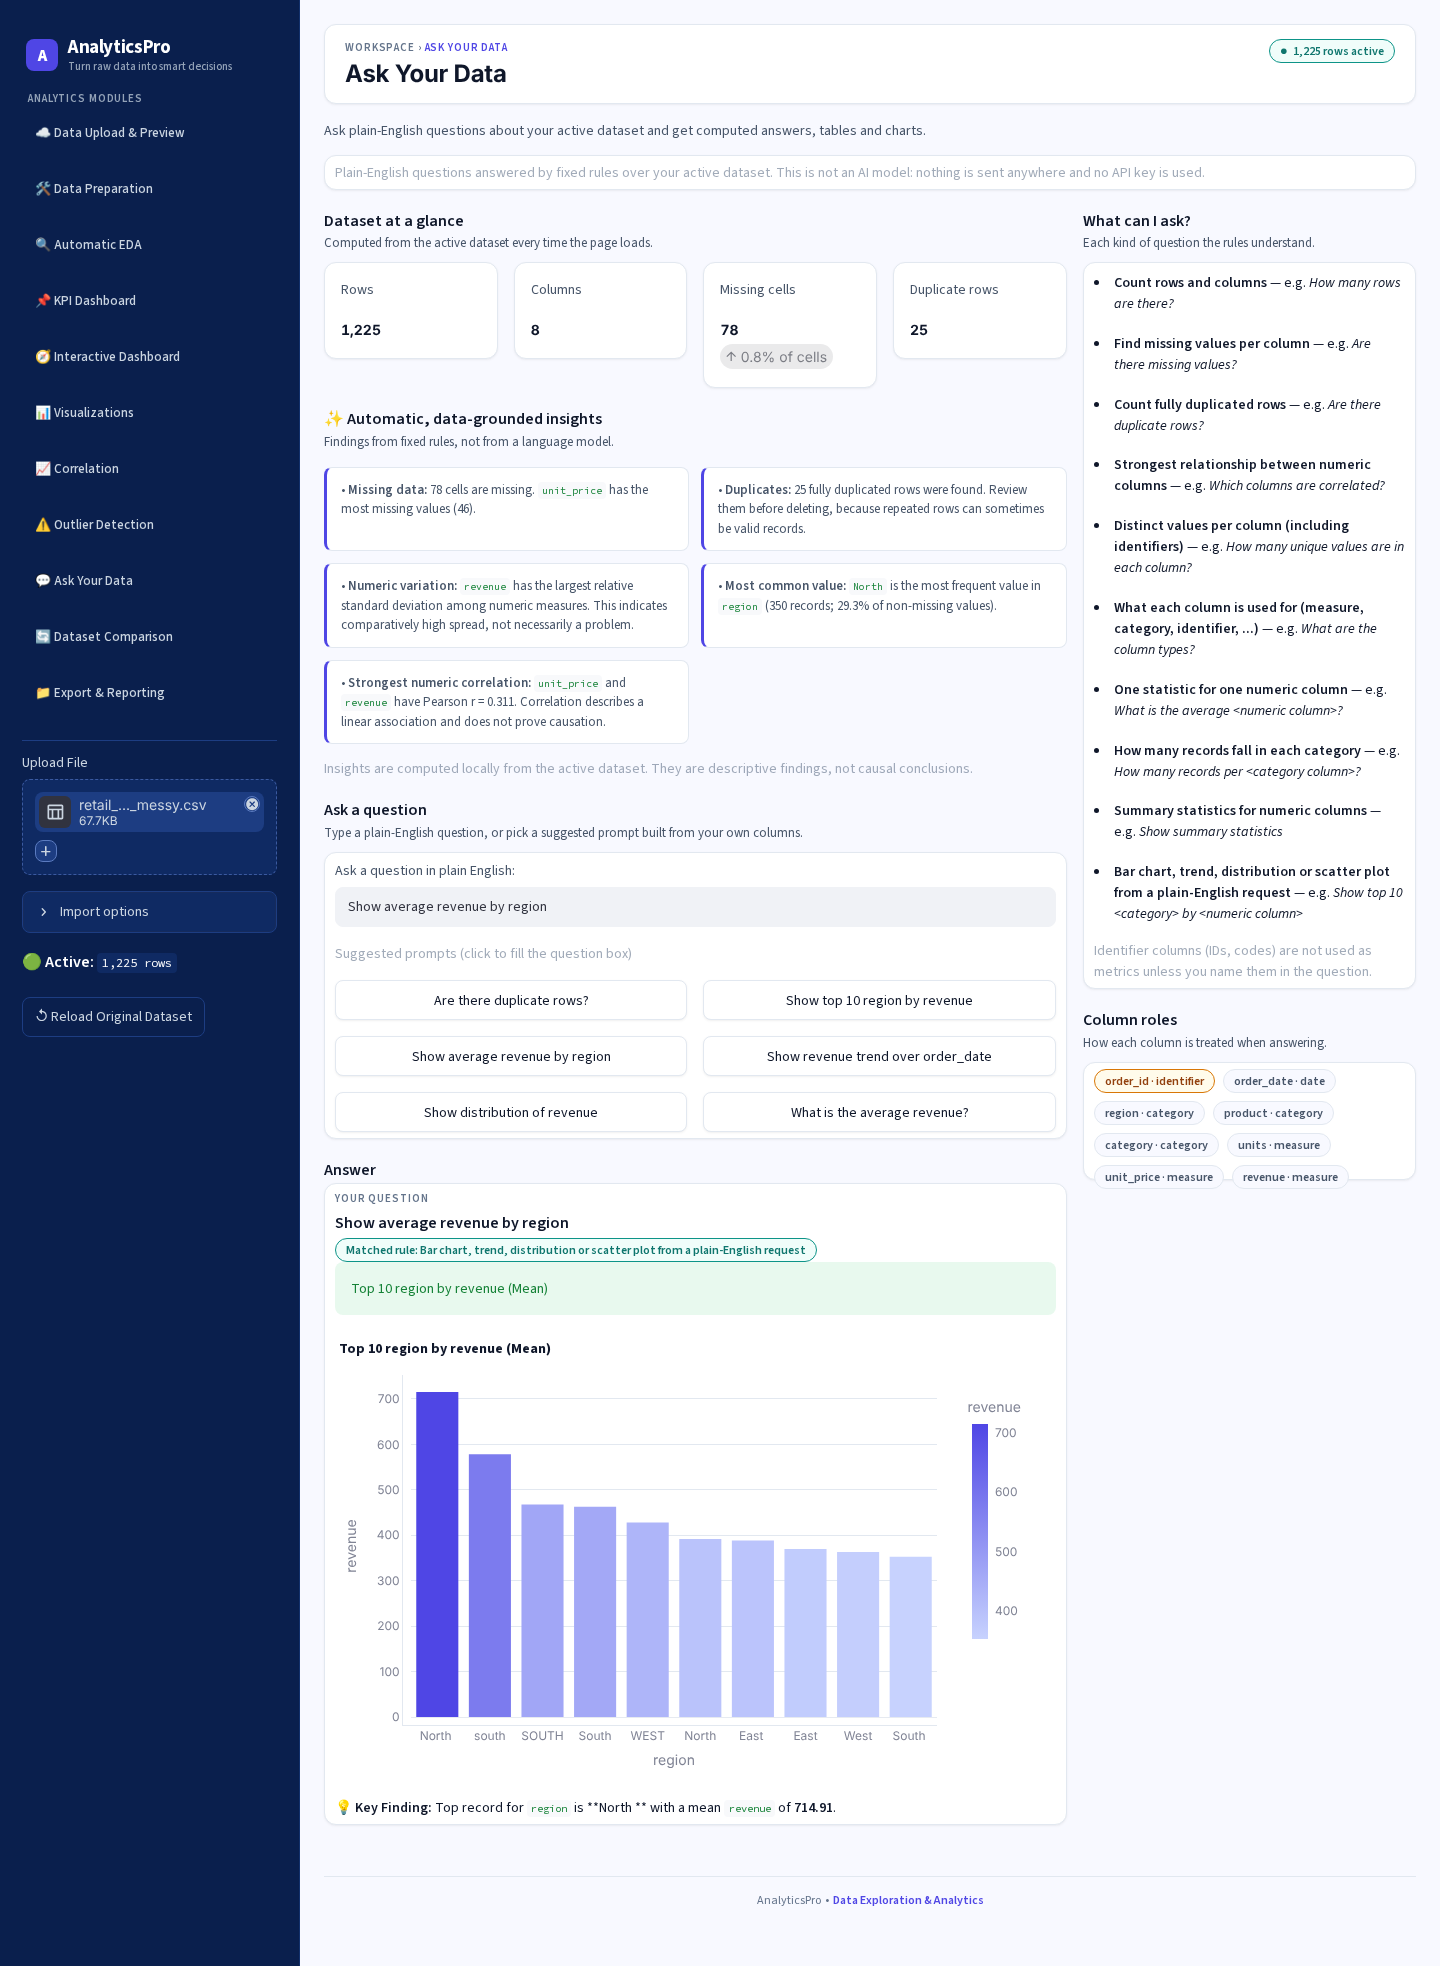 A
AnalyticsPro
Turn raw data into smart decisions
ANALYTICS MODULES
☁️ Data Upload & Preview
🛠️ Data Preparation
🔍 Automatic EDA
📌 KPI Dashboard
🧭 Interactive Dashboard
📊 Visualizations
📈 Correlation
⚠️ Outlier Detection
💬 Ask Your Data
🔄 Dataset Comparison
📁 Export & Reporting
Upload File
retail_..._messy.csv
67.7KB
Import options
🟢 Active: 1,225 rows
Reload Original Dataset
WORKSPACE › ASK YOUR DATA
Ask Your Data
● 1,225 rows active
Ask plain-English questions about your active dataset and get computed answers, tables and charts.
Plain-English questions answered by fixed rules over your active dataset. This is not an AI model: nothing is sent anywhere and no API key is used.
Dataset at a glance
Computed from the active dataset every time the page loads.
Rows
1,225
Columns
8
Missing cells
78
↑ 0.8% of cells
Duplicate rows
25
✨ Automatic, data-grounded insights
Findings from fixed rules, not from a language model.
• Missing data: 78 cells are missing. unit_price has the
most missing values (46).
• Duplicates: 25 fully duplicated rows were found. Review
them before deleting, because repeated rows can sometimes
be valid records.
• Numeric variation: revenue has the largest relative
standard deviation among numeric measures. This indicates
comparatively high spread, not necessarily a problem.
• Most common value: North is the most frequent value in
region (350 records; 29.3% of non-missing values).
• Strongest numeric correlation: unit_price and
revenue have Pearson r = 0.311. Correlation describes a
linear association and does not prove causation.
Insights are computed locally from the active dataset. They are descriptive findings, not causal conclusions.
Ask a question
Type a plain-English question, or pick a suggested prompt built from your own columns.
Ask a question in plain English:
Show average revenue by region
Suggested prompts (click to fill the question box)
Are there duplicate rows?
Show top 10 region by revenue
Show average revenue by region
Show revenue trend over order_date
Show distribution of revenue
What is the average revenue?
Answer
YOUR QUESTION
Show average revenue by region
Matched rule: Bar chart, trend, distribution or scatter plot from a plain-English request
Top 10 region by revenue (Mean)
Top 10 region by revenue (Mean)
revenue
700
600
500
400
300
200
100
0
North south SOUTH South WEST North East East West South
region
revenue
700
600
500
400
💡 Key Finding: Top record for region is **North ** with a mean revenue of 714.91.
What can I ask?
Each kind of question the rules understand.
• Count rows and columns — e.g. How many rows
are there?
• Find missing values per column — e.g. Are
there missing values?
• Count fully duplicated rows — e.g. Are there
duplicate rows?
• Strongest relationship between numeric
columns — e.g. Which columns are correlated?
• Distinct values per column (including
identifiers) — e.g. How many unique values are in
each column?
• What each column is used for (measure,
category, identifier, ...) — e.g. What are the
column types?
• One statistic for one numeric column — e.g.
What is the average <numeric column>?
• How many records fall in each category — e.g.
How many records per <category column>?
• Summary statistics for numeric columns —
e.g. Show summary statistics
• Bar chart, trend, distribution or scatter plot
from a plain-English request — e.g. Show top 10
<category> by <numeric column>
Identifier columns (IDs, codes) are not used as
metrics unless you name them in the question.
Column roles
How each column is treated when answering.
order_id · identifier
order_date · date
region · category
product · category
category · category
units · measure
unit_price · measure
revenue · measure
AnalyticsPro • Data Exploration & Analytics